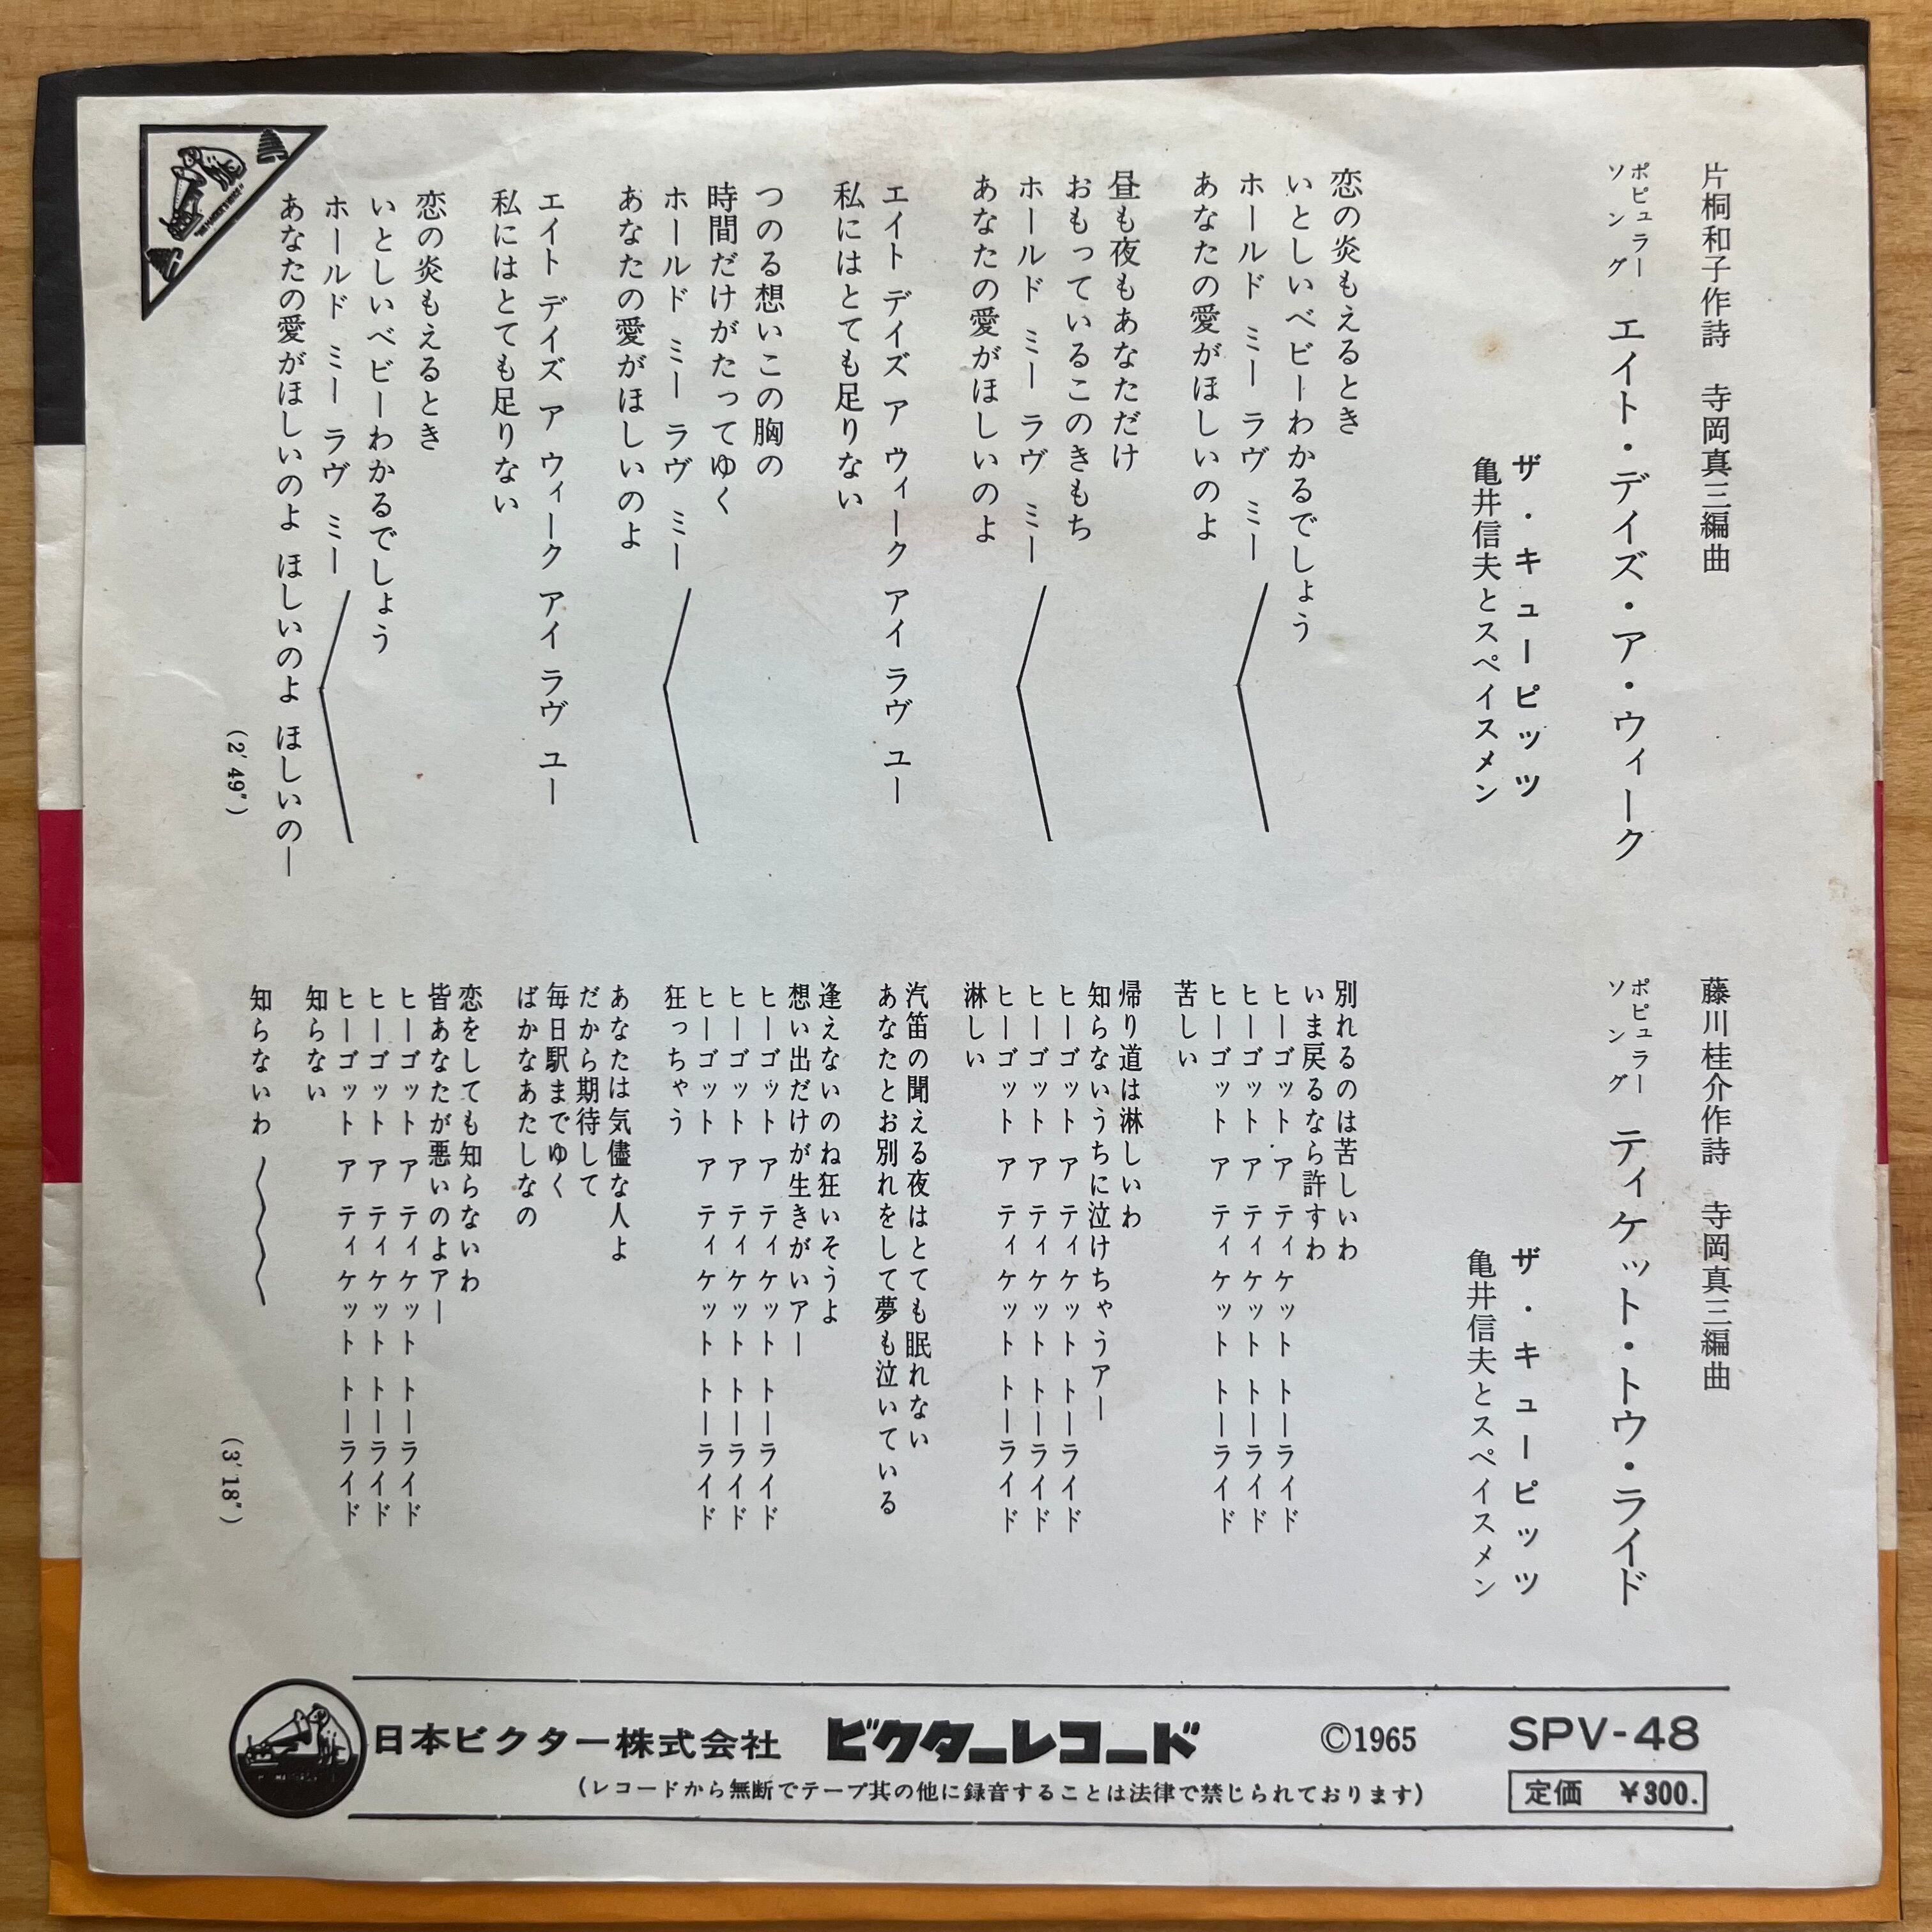 片桐和子作詩　寺岡真三編曲
ポピュラーソング　エイト・デイズ・ア・ウィーク
ザ・キューピッツ
亀井信夫とスペイスメン
恋の炎もえるとき
いとしいベビーわかるでしょう
ホールド ミー ラヴ ミー
あなたの愛がほしいのよ
昼も夜もあなただけ
おもっているこのきもち
ホールド ミー ラヴ ミー
あなたの愛がほしいのよ
エイト デイズ ア ウィーク アイ ラヴ ユー
私にはとても足りない
つのる想いこの胸の
時間だけがたってゆく
ホールド ミー ラヴ ミー
あなたの愛がほしいのよ
エイト デイズ ア ウィーク アイ ラヴ ユー
私にはとても足りない
恋の炎もえるとき
いとしいベビーわかるでしょう
ホールド ミー ラヴ ミー
あなたの愛がほしいのよ ほしいのよ ほしいのー
(2′49″)
藤川桂介作詩　寺岡真三編曲
ポピュラーソング　ティケット・トウ・ライド
ザ・キューピッツ
亀井信夫とスペイスメン
別れるのは苦しいわ
いま戻るなら許すわ
ヒーゴット ア ティケット トーライド
ヒーゴット ア ティケット トーライド
ヒーゴット ア ティケット トーライド
苦しい
帰り道は淋しいわ
知らないうちに泣けちゃうアー
ヒーゴット ア ティケット トーライド
ヒーゴット ア ティケット トーライド
ヒーゴット ア ティケット トーライド
淋しい
汽笛の聞える夜はとても眠れない
あなたとお別れをして夢も泣いている
逢えないのね狂いそうよ
想い出だけが生きがいアー
ヒーゴット ア ティケット トーライド
ヒーゴット ア ティケット トーライド
ヒーゴット ア ティケット トーライド
狂っちゃう
あなたは気儘な人よ
だから期待して
毎日駅までゆく
ばかなあたしなの
恋をしても知らないわ
皆あなたが悪いのよアー
ヒーゴット ア ティケット トーライド
ヒーゴット ア ティケット トーライド
ヒーゴット ア ティケット トーライド
知らない
知らないわ
(3′18″)
日本ビクター株式会社　ビクターレコード　©1965　SPV-48
(レコードから無断でテープ其の他に録音することは法律で禁じられております)
定価　¥300.